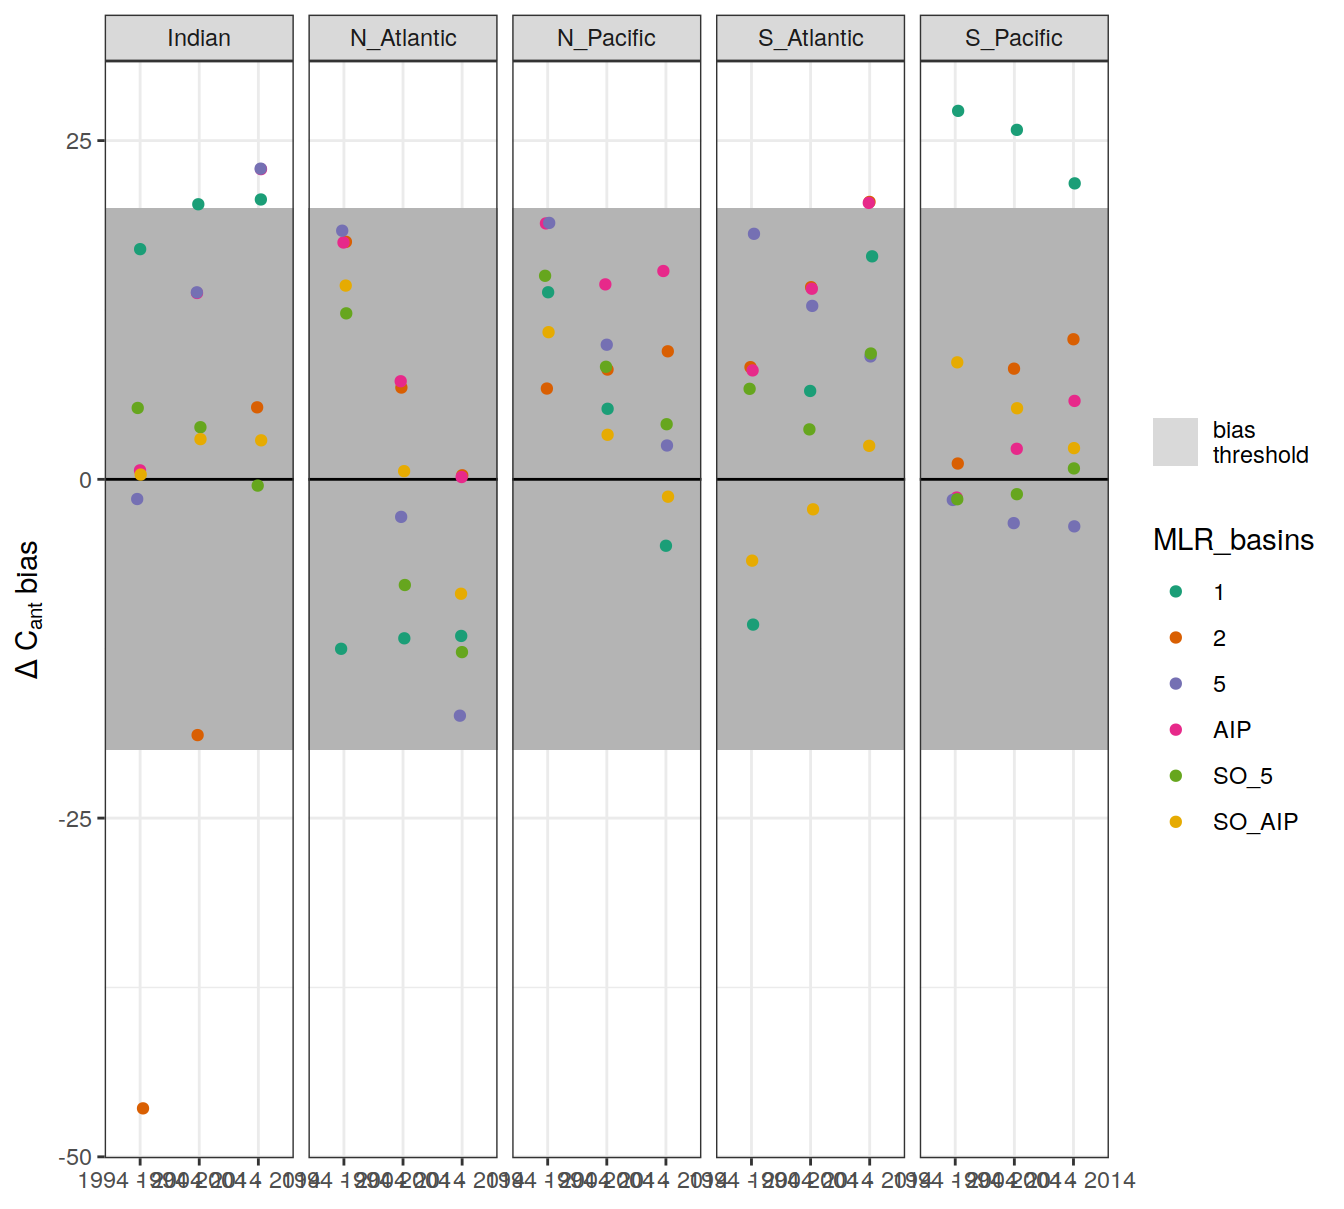 Indian N_Atlantic N_Pacific S_Atlantic S_Pacific
25
0
-25
-50
Δ Cant bias
1994
2014
bias
threshold
MLR_basins
1
2
5
AIP
SO_5
SO_AIP